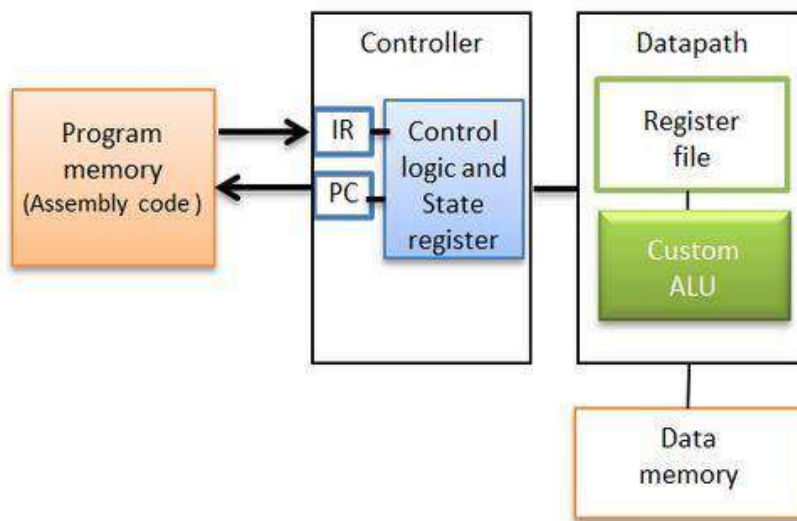 Controller
Datapath
Program
memory
(Assembly code )
IR
PC
Control
logic and
State
register
Register
file
Custom
ALU
Data
memory